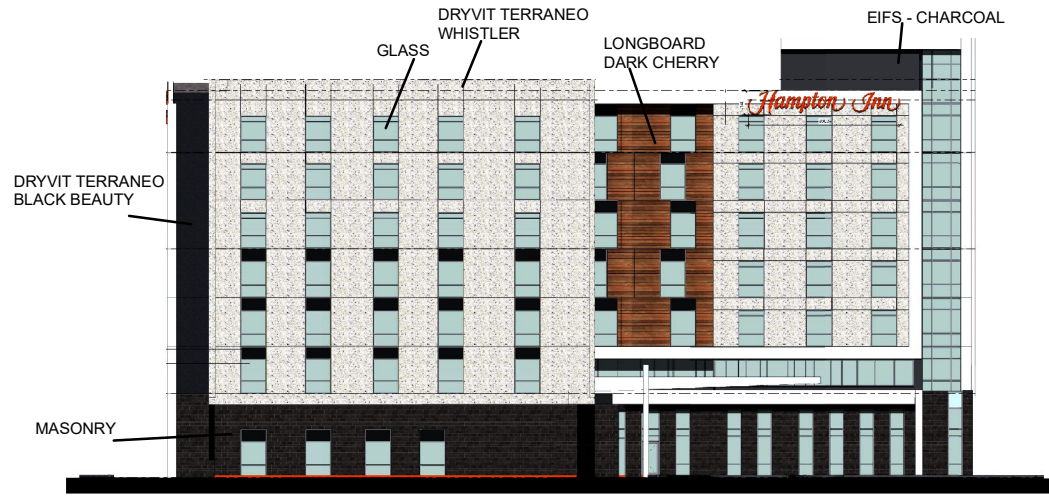 DRYVIT TERRANEO
WHISTLER
EIFS - CHARCOAL
GLASS
LONGBOARD
DARK CHERRY
Hampton Inn
DRYVIT TERRANEO
BLACK BEAUTY
MASONRY